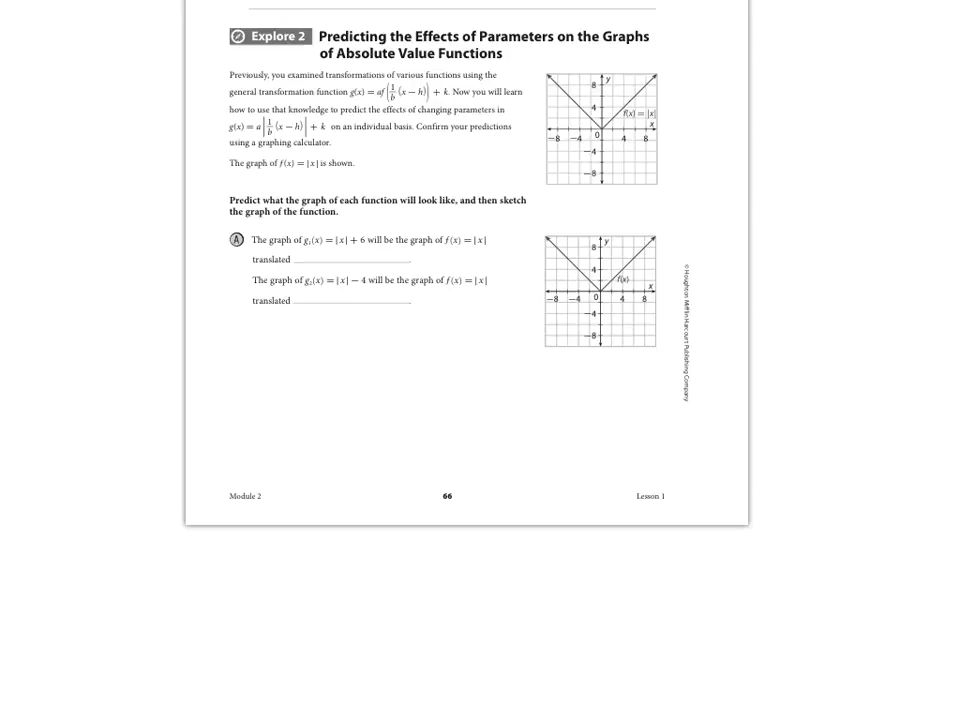 Explore 2 Predicting the Effects of Parameters on the Graphs
of Absolute Value Functions
Previously, you examined transformations of various functions using the
general transformation function g(x) = af(1/b (x − h)) + k. Now you will learn
how to use that knowledge to predict the effects of changing parameters in
g(x) = a|1/b (x − h)| + k on an individual basis. Confirm your predictions
using a graphing calculator.
The graph of f(x) = |x| is shown.
y
8
4
f(x) = |x|
x
−8 −4 0 4 8
−4
−8
Predict what the graph of each function will look like, and then sketch
the graph of the function.
A The graph of g₁(x) = |x| + 6 will be the graph of f(x) = |x|
translated .
The graph of g₂(x) = |x| − 4 will be the graph of f(x) = |x|
translated .
y
8
4
f(x)
x
−8 −4 0 4 8
−4
−8
© Houghton Mifflin Harcourt Publishing Company
Module 2 66 Lesson 1